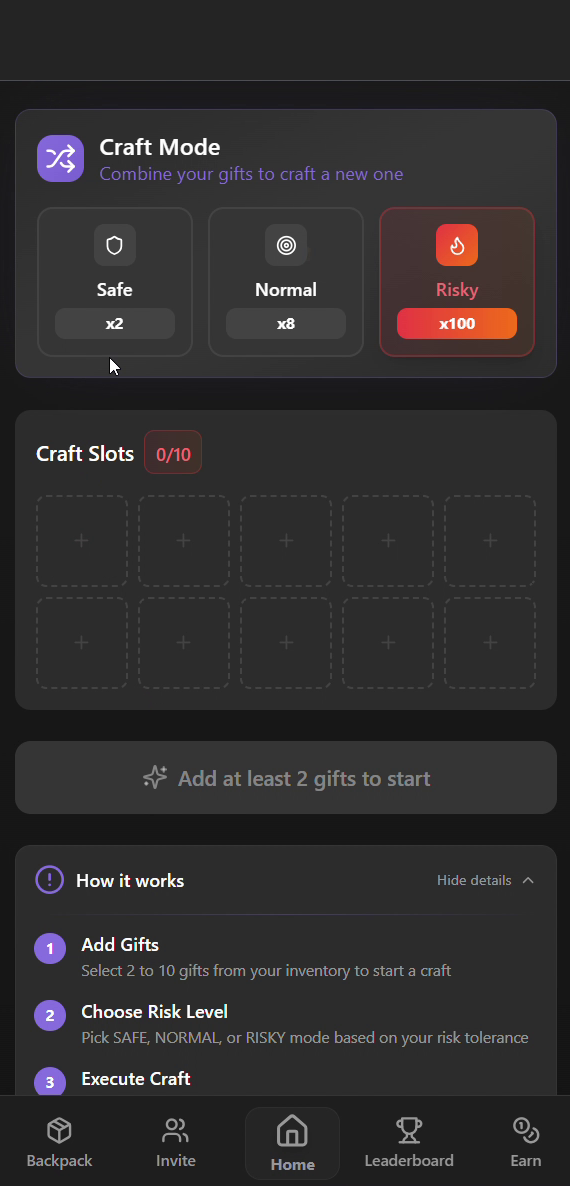 Craft Mode
Combine your gifts to craft a new one
Safe
x2
Normal
x8
Risky
x100
Craft Slots 0/10
Add at least 2 gifts to start
How it works Hide details
1 Add Gifts
Select 2 to 10 gifts from your inventory to start a craft
2 Choose Risk Level
Pick SAFE, NORMAL, or RISKY mode based on your risk tolerance
3 Execute Craft
Backpack Invite Home Leaderboard Earn